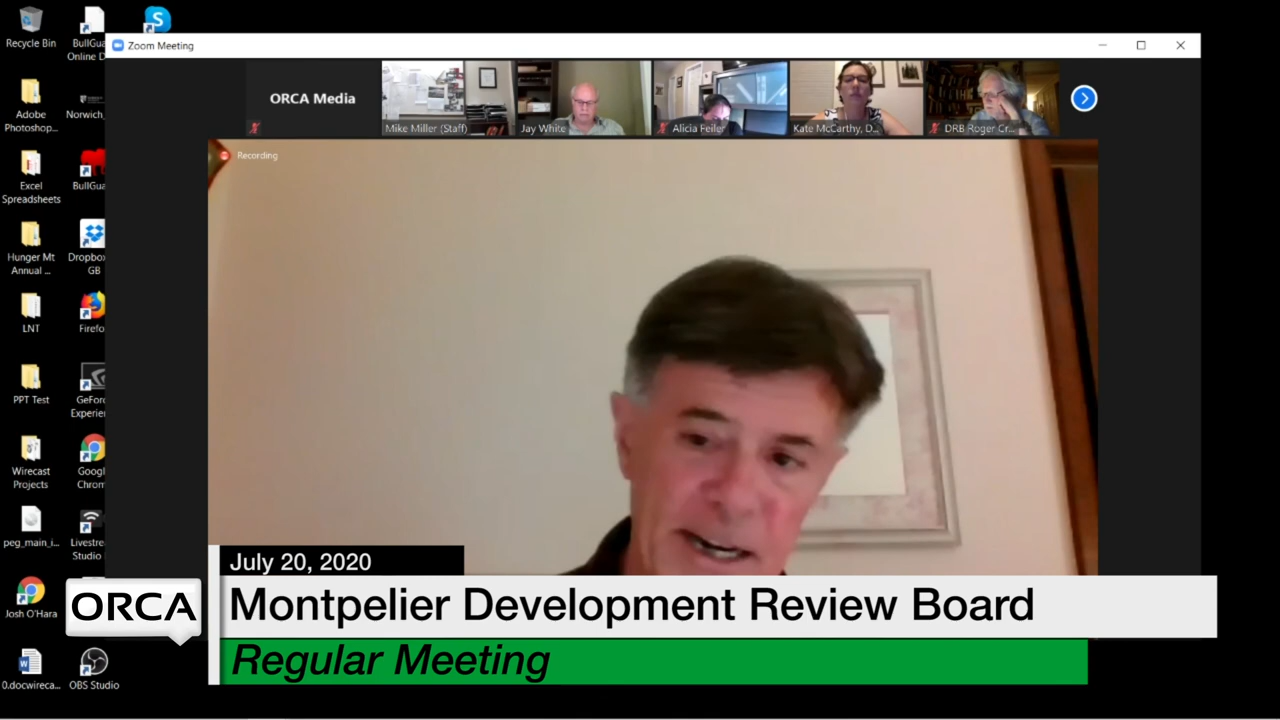 Recycle Bin
BullGua
Online D
Zoom Meeting
Adobe
Photoshop...
Norwich_
ORCA Media
Mike Miller (Staff)
Jay White
Alicia Feiler
Kate McCarthy, D...
DRB Roger Cr...
Recording
Excel
Spreadsheets
BullGua
Hunger Mt
Annual ...
Dropbox
GB
LNT
Firefo
PPT Test
GeForc
Experien
Wirecast
Projects
Googl
Chrom
peg_main_i...
Livestrea
Studio
Josh O'Hara
0.docwireca...
OBS Studio
July 20, 2020
ORCA
Montpelier Development Review Board
Regular Meeting